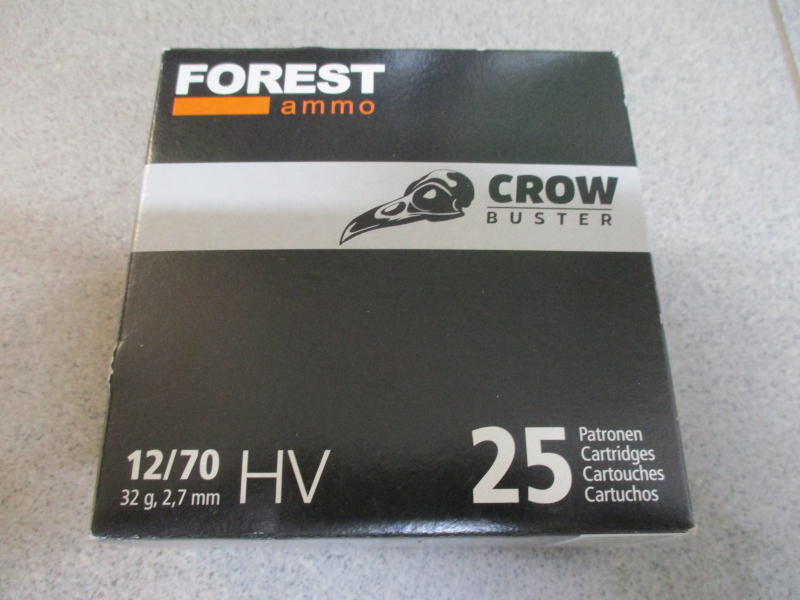 FOREST
ammo
CROW
BUSTER
12/70
32 g, 2,7 mm
HV
25
Patronen
Cartridges
Cartouches
Cartuchos